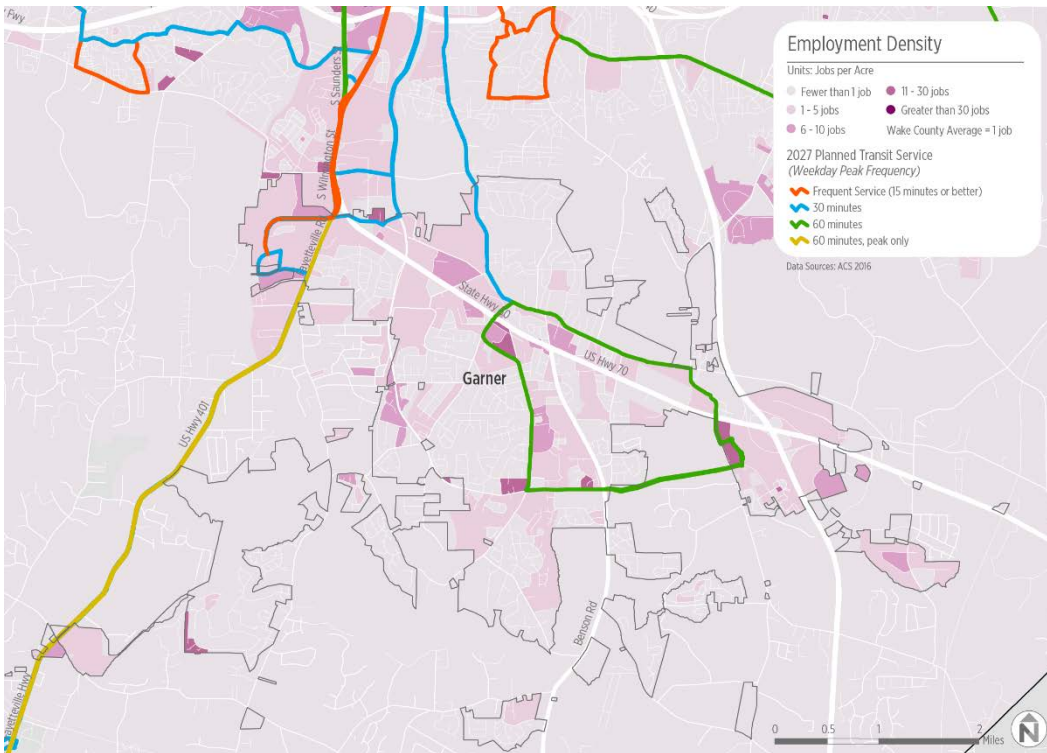 y Fwy
S Saunders S
S Wilmington St
ayetteville Rd
State Hwy 50
US Hwy 70
Garner
US Hwy 401
Benson Rd
ayetteville Hwy
Employment Density
Units: Jobs per Acre
Fewer than 1 job
1 - 5 jobs
6 - 10 jobs
11 - 30 jobs
Greater than 30 jobs
Wake County Average = 1 job
2027 Planned Transit Service
(Weekday Peak Frequency)
Frequent Service (15 minutes or better)
30 minutes
60 minutes
60 minutes, peak only
Data Sources: ACS 2016
0 0.5 1 2
Miles
N